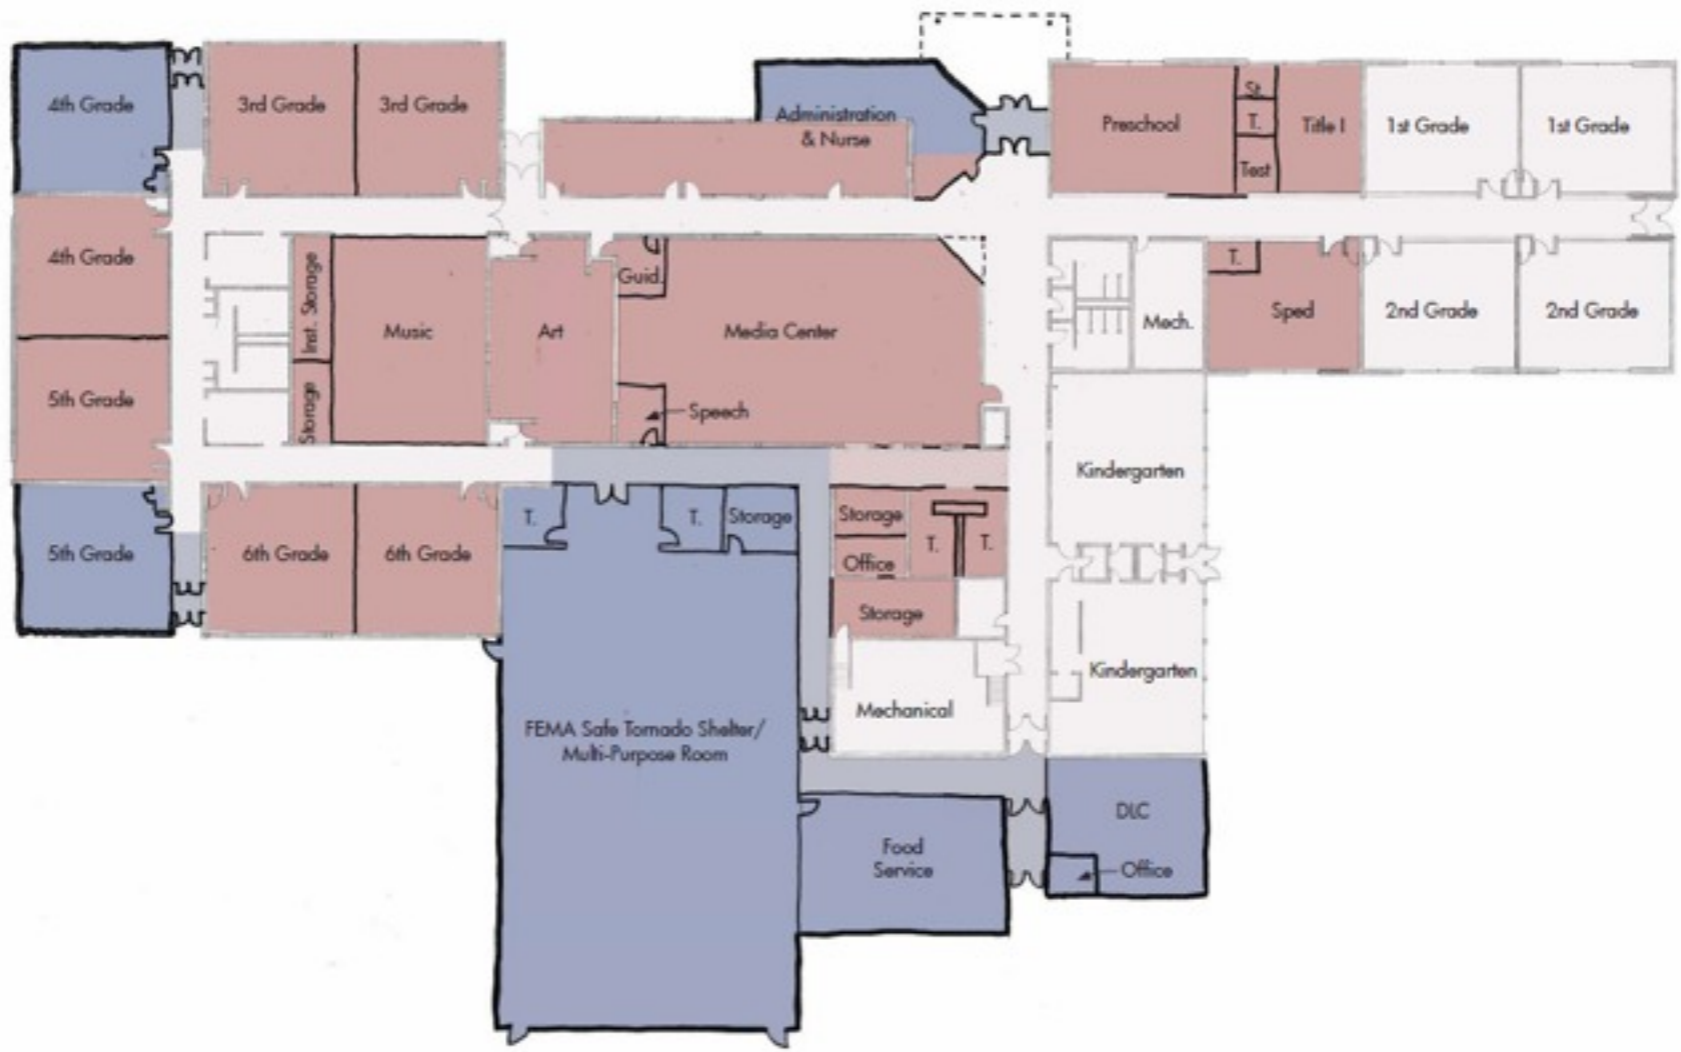 4th Grade
3rd Grade
3rd Grade
Administration
& Nurse
Preschool
St.
T.
Test
Title I
1st Grade
1st Grade
4th Grade
Inst. Storage
Music
Art
Guid.
Media Center
Mech.
T.
Sped
2nd Grade
2nd Grade
5th Grade
Storage
Speech
Kindergarten
5th Grade
6th Grade
6th Grade
T.
T.
Storage
Storage
Office
T.
T.
Storage
Kindergarten
Mechanical
FEMA Safe Tornado Shelter/
Multi-Purpose Room
Food
Service
DLC
Office